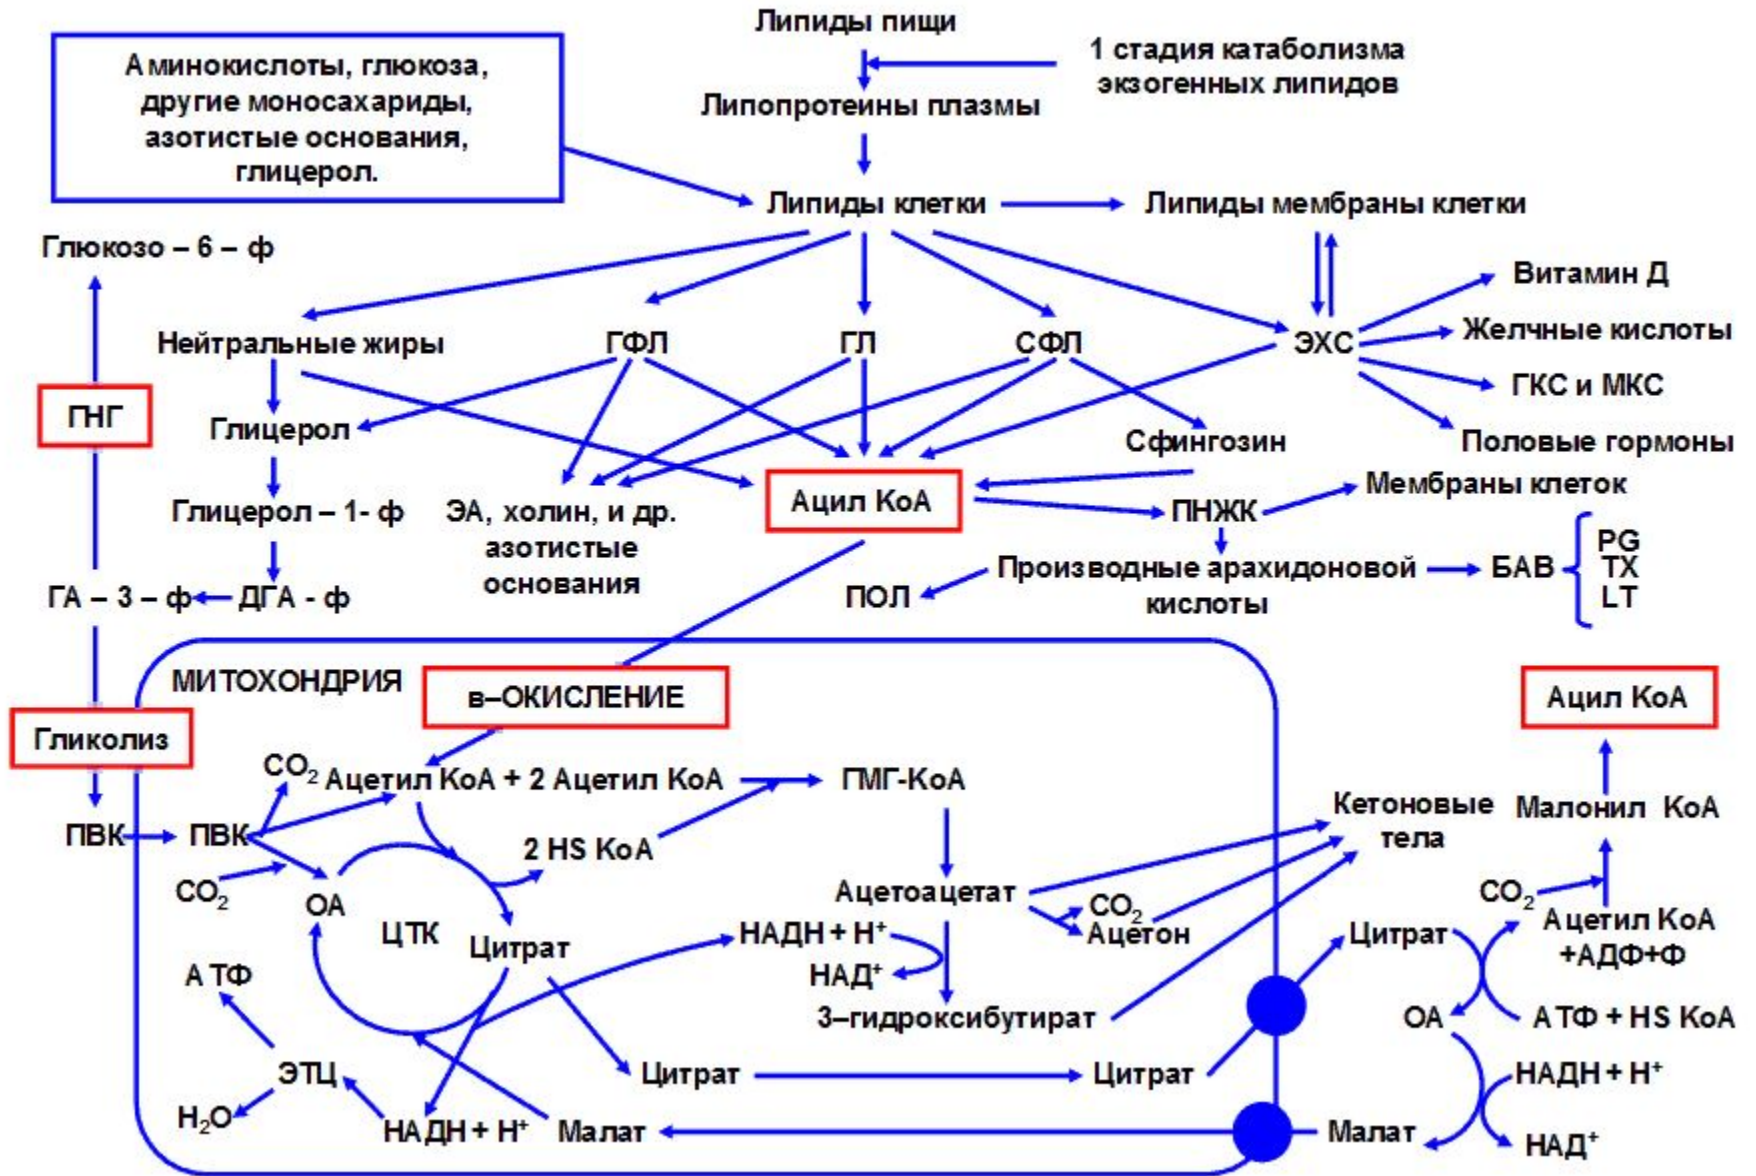 Липиды пищи
1 стадия катаболизма
экзогенных липидов
Аминокислоты, глюкоза,
другие моносахариды,
азотистые основания,
глицерол.
Липопротеины плазмы
Липиды клетки
Липиды мембраны клетки
Глюкозо – 6 – ф
Витамин Д
Нейтральные жиры
ГФЛ
ГЛ
СФЛ
ЭХС
Желчные кислоты
ГНГ
ГКС и МКС
Глицерол
Сфингозин
Половые гормоны
Ацил КоА
Мембраны клеток
Глицерол – 1- ф
ЭА, холин, и др.
азотистые
основания
ПНЖК
ГА – 3 – ф
ДГА - ф
ПОЛ
Производные арахидоновой
кислоты
БАВ
PG
TX
LT
МИТОХОНДРИЯ
в–ОКИСЛЕНИЕ
Ацил КоА
Гликолиз
CO2
Ацетил КоА + 2 Ацетил КоА
ГМГ-КоА
Кетоновые
тела
Малонил КоА
ПВК
ПВК
2 HS КоА
CO2
ОА
Ацетоацетат
CO2
Ацетон
CO2
Ацетил КоА
+АДФ+Ф
ЦТК
Цитрат
НАДН + Н+
НАД+
Цитрат
АТФ
3–гидроксибутират
ОА
АТФ + HS КоА
ЭТЦ
Цитрат
Цитрат
НАДН + Н+
H2O
НАДН + Н+
Малат
Малат
НАД+